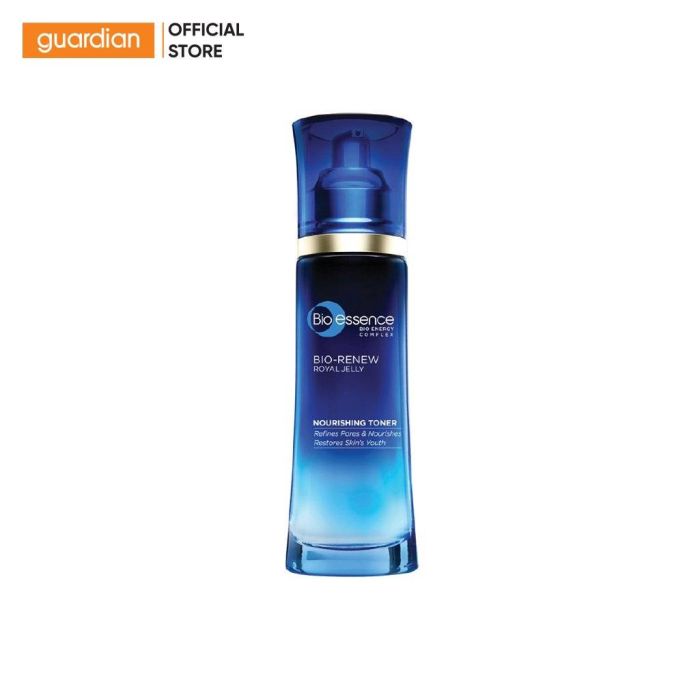 guardian
OFFICIAL
STORE
Bio essence
BIO ENERGY
COMPLEX
BIO-RENEW
ROYAL JELLY
NOURISHING TONER
Refines Pores & Nourishes
Restores Skin's Youth